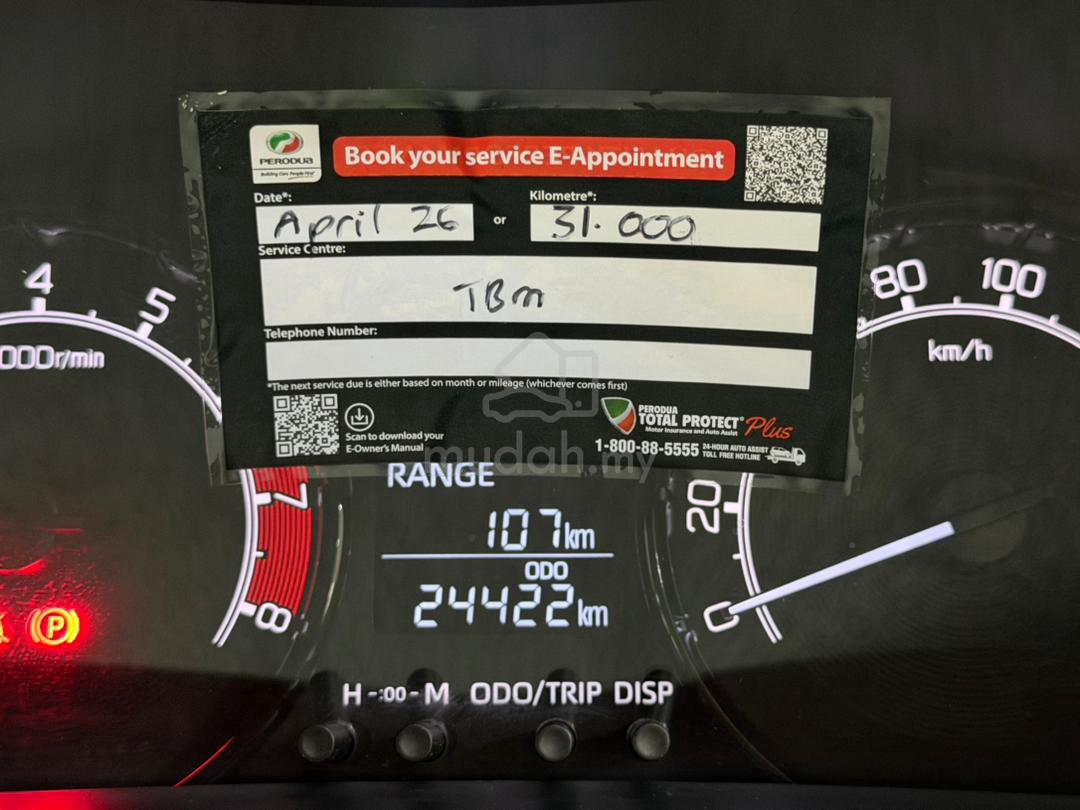 PERODUA
Building Cars People First
Book your service E-Appointment
Date*:
Kilometre*:
April 26
or
31.000
Service Centre:
TBm
Telephone Number:
*The next service due is either based on month or mileage (whichever comes first)
Scan to download your
E-Owner's Manual
PERODUA
TOTAL PROTECT® Plus
Motor Insurance and Auto Assist
1-800-88-5555 24-HOUR AUTO ASSIST
TOLL FREE HOTLINE
mudah.my
4
5
000r/min
7
8
P
RANGE
107km
ODO
24422km
80
100
km/h
20
0
H -:00- M ODO/TRIP DISP